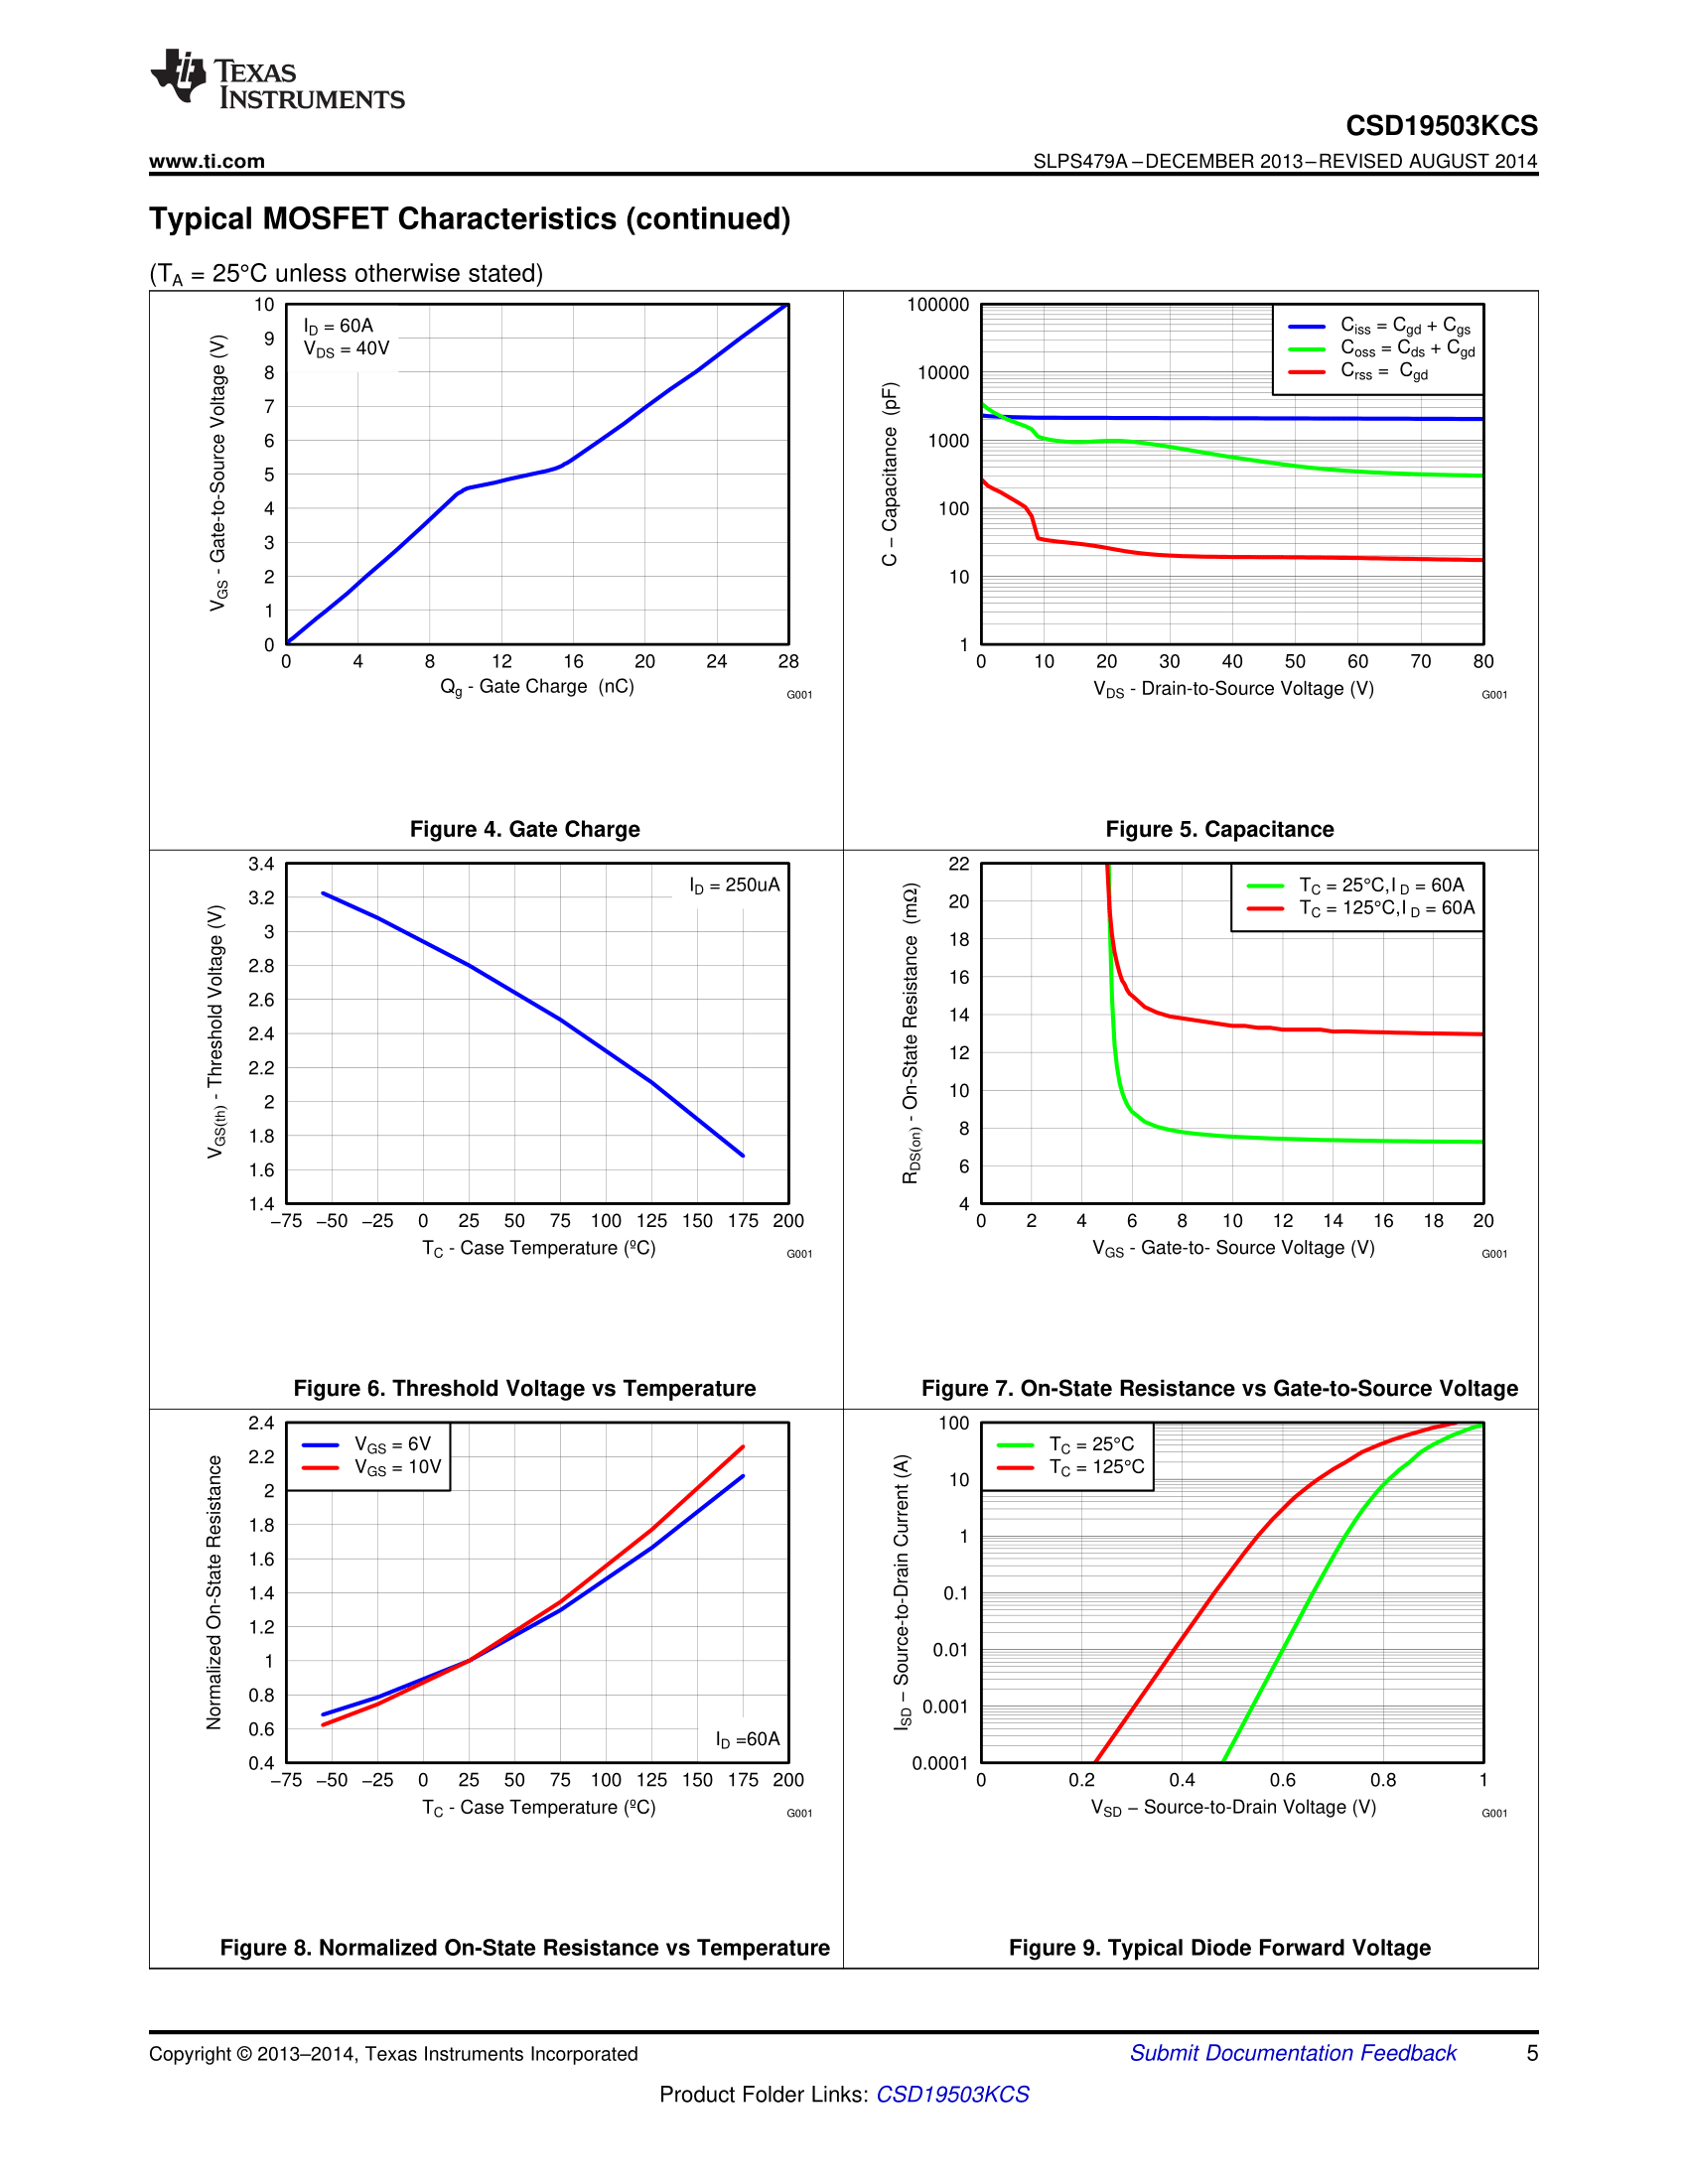 TEXAS
INSTRUMENTS
CSD19503KCS
www.ti.com
SLPS479A –DECEMBER 2013–REVISED AUGUST 2014
Typical MOSFET Characteristics (continued)
(TA = 25°C unless otherwise stated)
10
9
8
7
6
5
4
3
2
1
0
VGS - Gate-to-Source Voltage (V)
ID = 60A
VDS = 40V
0 4 8 12 16 20 24 28
Qg - Gate Charge (nC)
G001
Figure 4. Gate Charge
100000
10000
1000
100
10
1
C – Capacitance (pF)
Ciss = Cgd + Cgs
Coss = Cds + Cgd
Crss = Cgd
0 10 20 30 40 50 60 70 80
VDS - Drain-to-Source Voltage (V)
G001
Figure 5. Capacitance
3.4
3.2
3
2.8
2.6
2.4
2.2
2
1.8
1.6
1.4
VGS(th) - Threshold Voltage (V)
ID = 250uA
−75 −50 −25 0 25 50 75 100 125 150 175 200
TC - Case Temperature (ºC)
G001
Figure 6. Threshold Voltage vs Temperature
22
20
18
16
14
12
10
8
6
4
RDS(on) - On-State Resistance (mΩ)
TC = 25°C,I D = 60A
TC = 125°C,I D = 60A
0 2 4 6 8 10 12 14 16 18 20
VGS - Gate-to- Source Voltage (V)
G001
Figure 7. On-State Resistance vs Gate-to-Source Voltage
2.4
2.2
2
1.8
1.6
1.4
1.2
1
0.8
0.6
0.4
Normalized On-State Resistance
VGS = 6V
VGS = 10V
ID =60A
−75 −50 −25 0 25 50 75 100 125 150 175 200
TC - Case Temperature (ºC)
G001
Figure 8. Normalized On-State Resistance vs Temperature
100
10
1
0.1
0.01
0.001
0.0001
ISD – Source-to-Drain Current (A)
TC = 25°C
TC = 125°C
0 0.2 0.4 0.6 0.8 1
VSD – Source-to-Drain Voltage (V)
G001
Figure 9. Typical Diode Forward Voltage
Copyright © 2013–2014, Texas Instruments Incorporated
Submit Documentation Feedback
5
Product Folder Links: CSD19503KCS